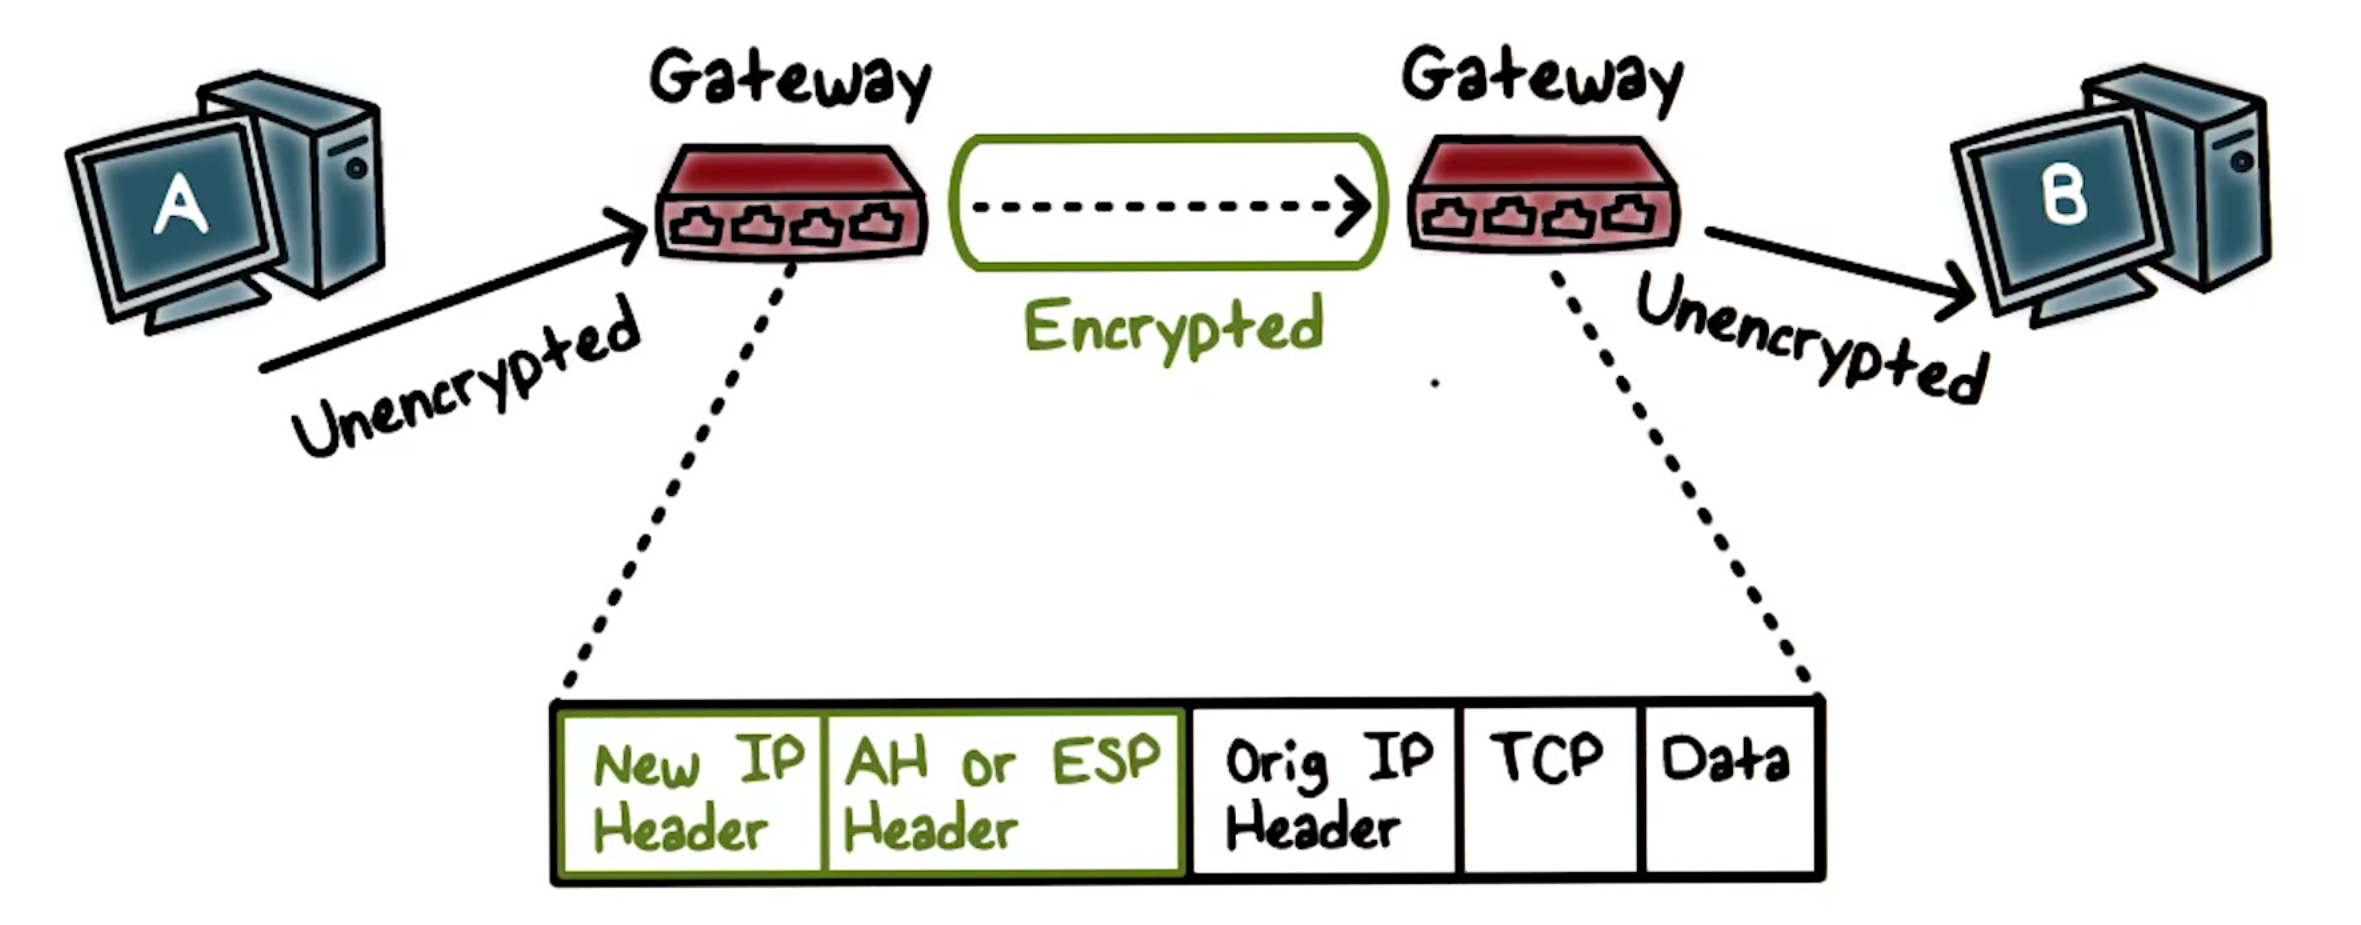 Gateway
Gateway
A
B
Unencrypted
Encrypted
Unencrypted
New IP
Header
AH or ESP
Header
Orig IP
Header
TCP
Data